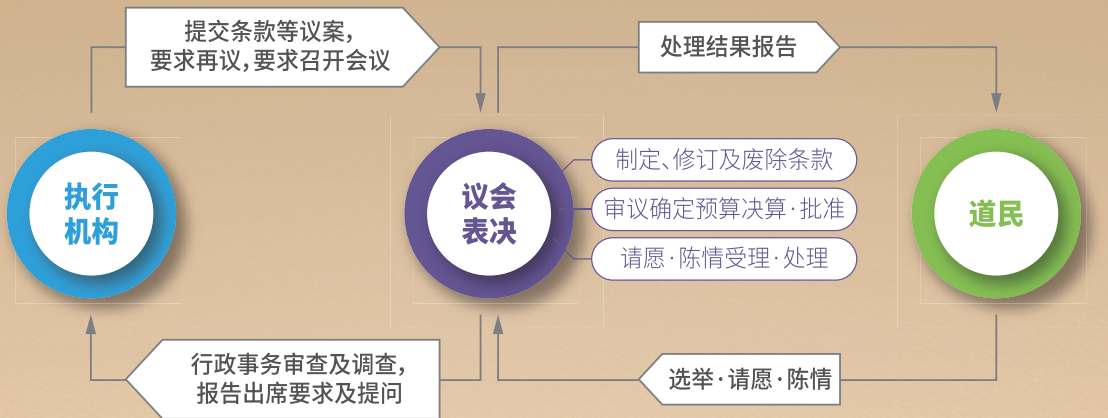 提交条款等议案，
要求再议，要求召开会议
处理结果报告
执行
机构
议会
表决
制定、修订及废除条款
审议确定预算决算·批准
请愿·陈情受理·处理
道民
行政事务审查及调查，
报告出席要求及提问
选举·请愿·陈情